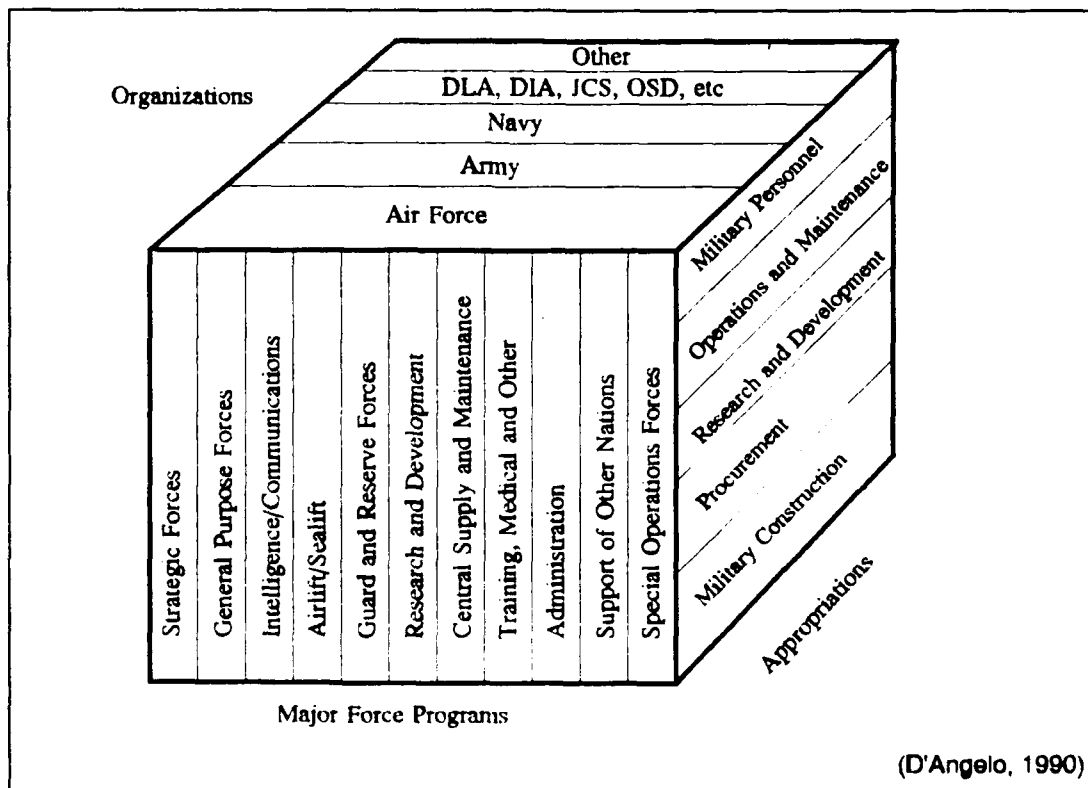 Organizations
Other
DLA, DIA, JCS, OSD, etc
Navy
Army
Air Force
Strategic Forces
General Purpose Forces
Intelligence/Communications
Airlift/Sealift
Guard and Reserve Forces
Research and Development
Central Supply and Maintenance
Training, Medical and Other
Administration
Support of Other Nations
Special Operations Forces
Military Personnel
Operations and Maintenance
Research and Development
Procurement
Military Construction
Appropriations
Major Force Programs
(D'Angelo, 1990)